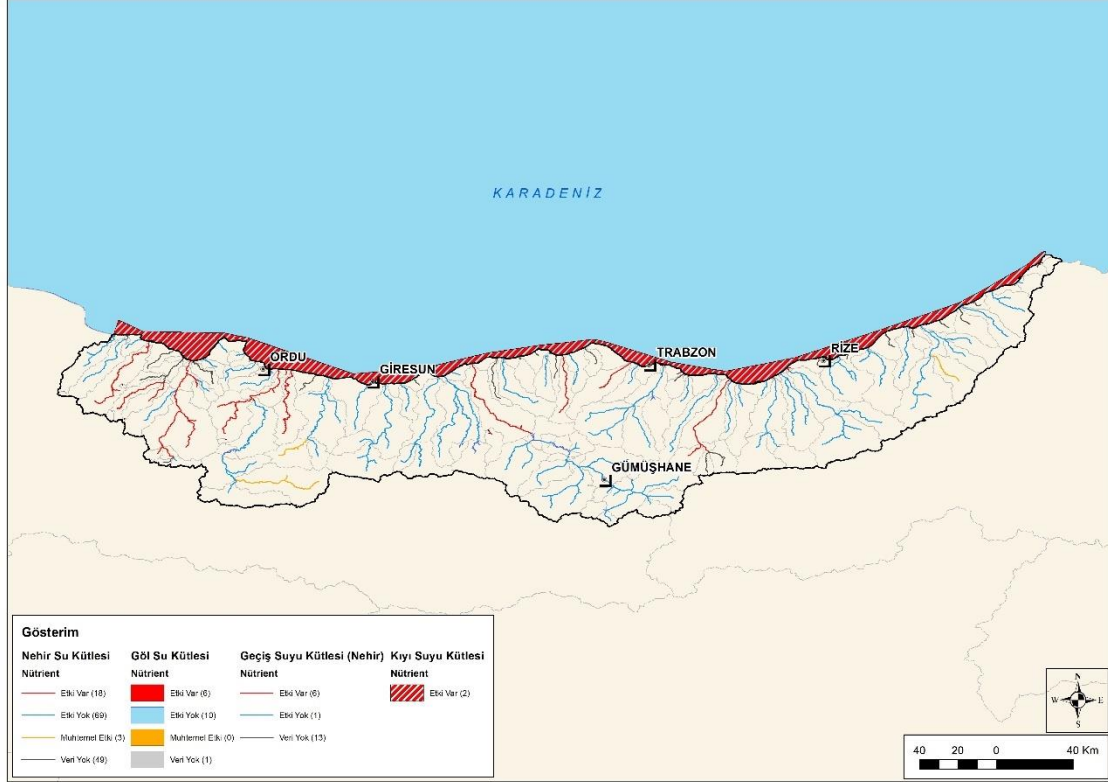 KARADENİZ
ORDU
GİRESUN
TRABZON
RİZE
GÜMÜŞHANE
Gösterim
Nehir Su Kütlesi
Nütrient
Etki Var (18)
Etki Yok (69)
Muhtemel Etki (3)
Veri Yok (49)
Göl Su Kütlesi
Nütrient
Etki Var (6)
Etki Yok (10)
Muhtemel Etki (0)
Veri Yok (1)
Geçiş Suyu Kütlesi (Nehir)
Nütrient
Etki Var (6)
Etki Yok (1)
Veri Yok (13)
Kıyı Suyu Kütlesi
Nütrient
Etki Var (2)
N
W E
S
40 20 0 40 Km